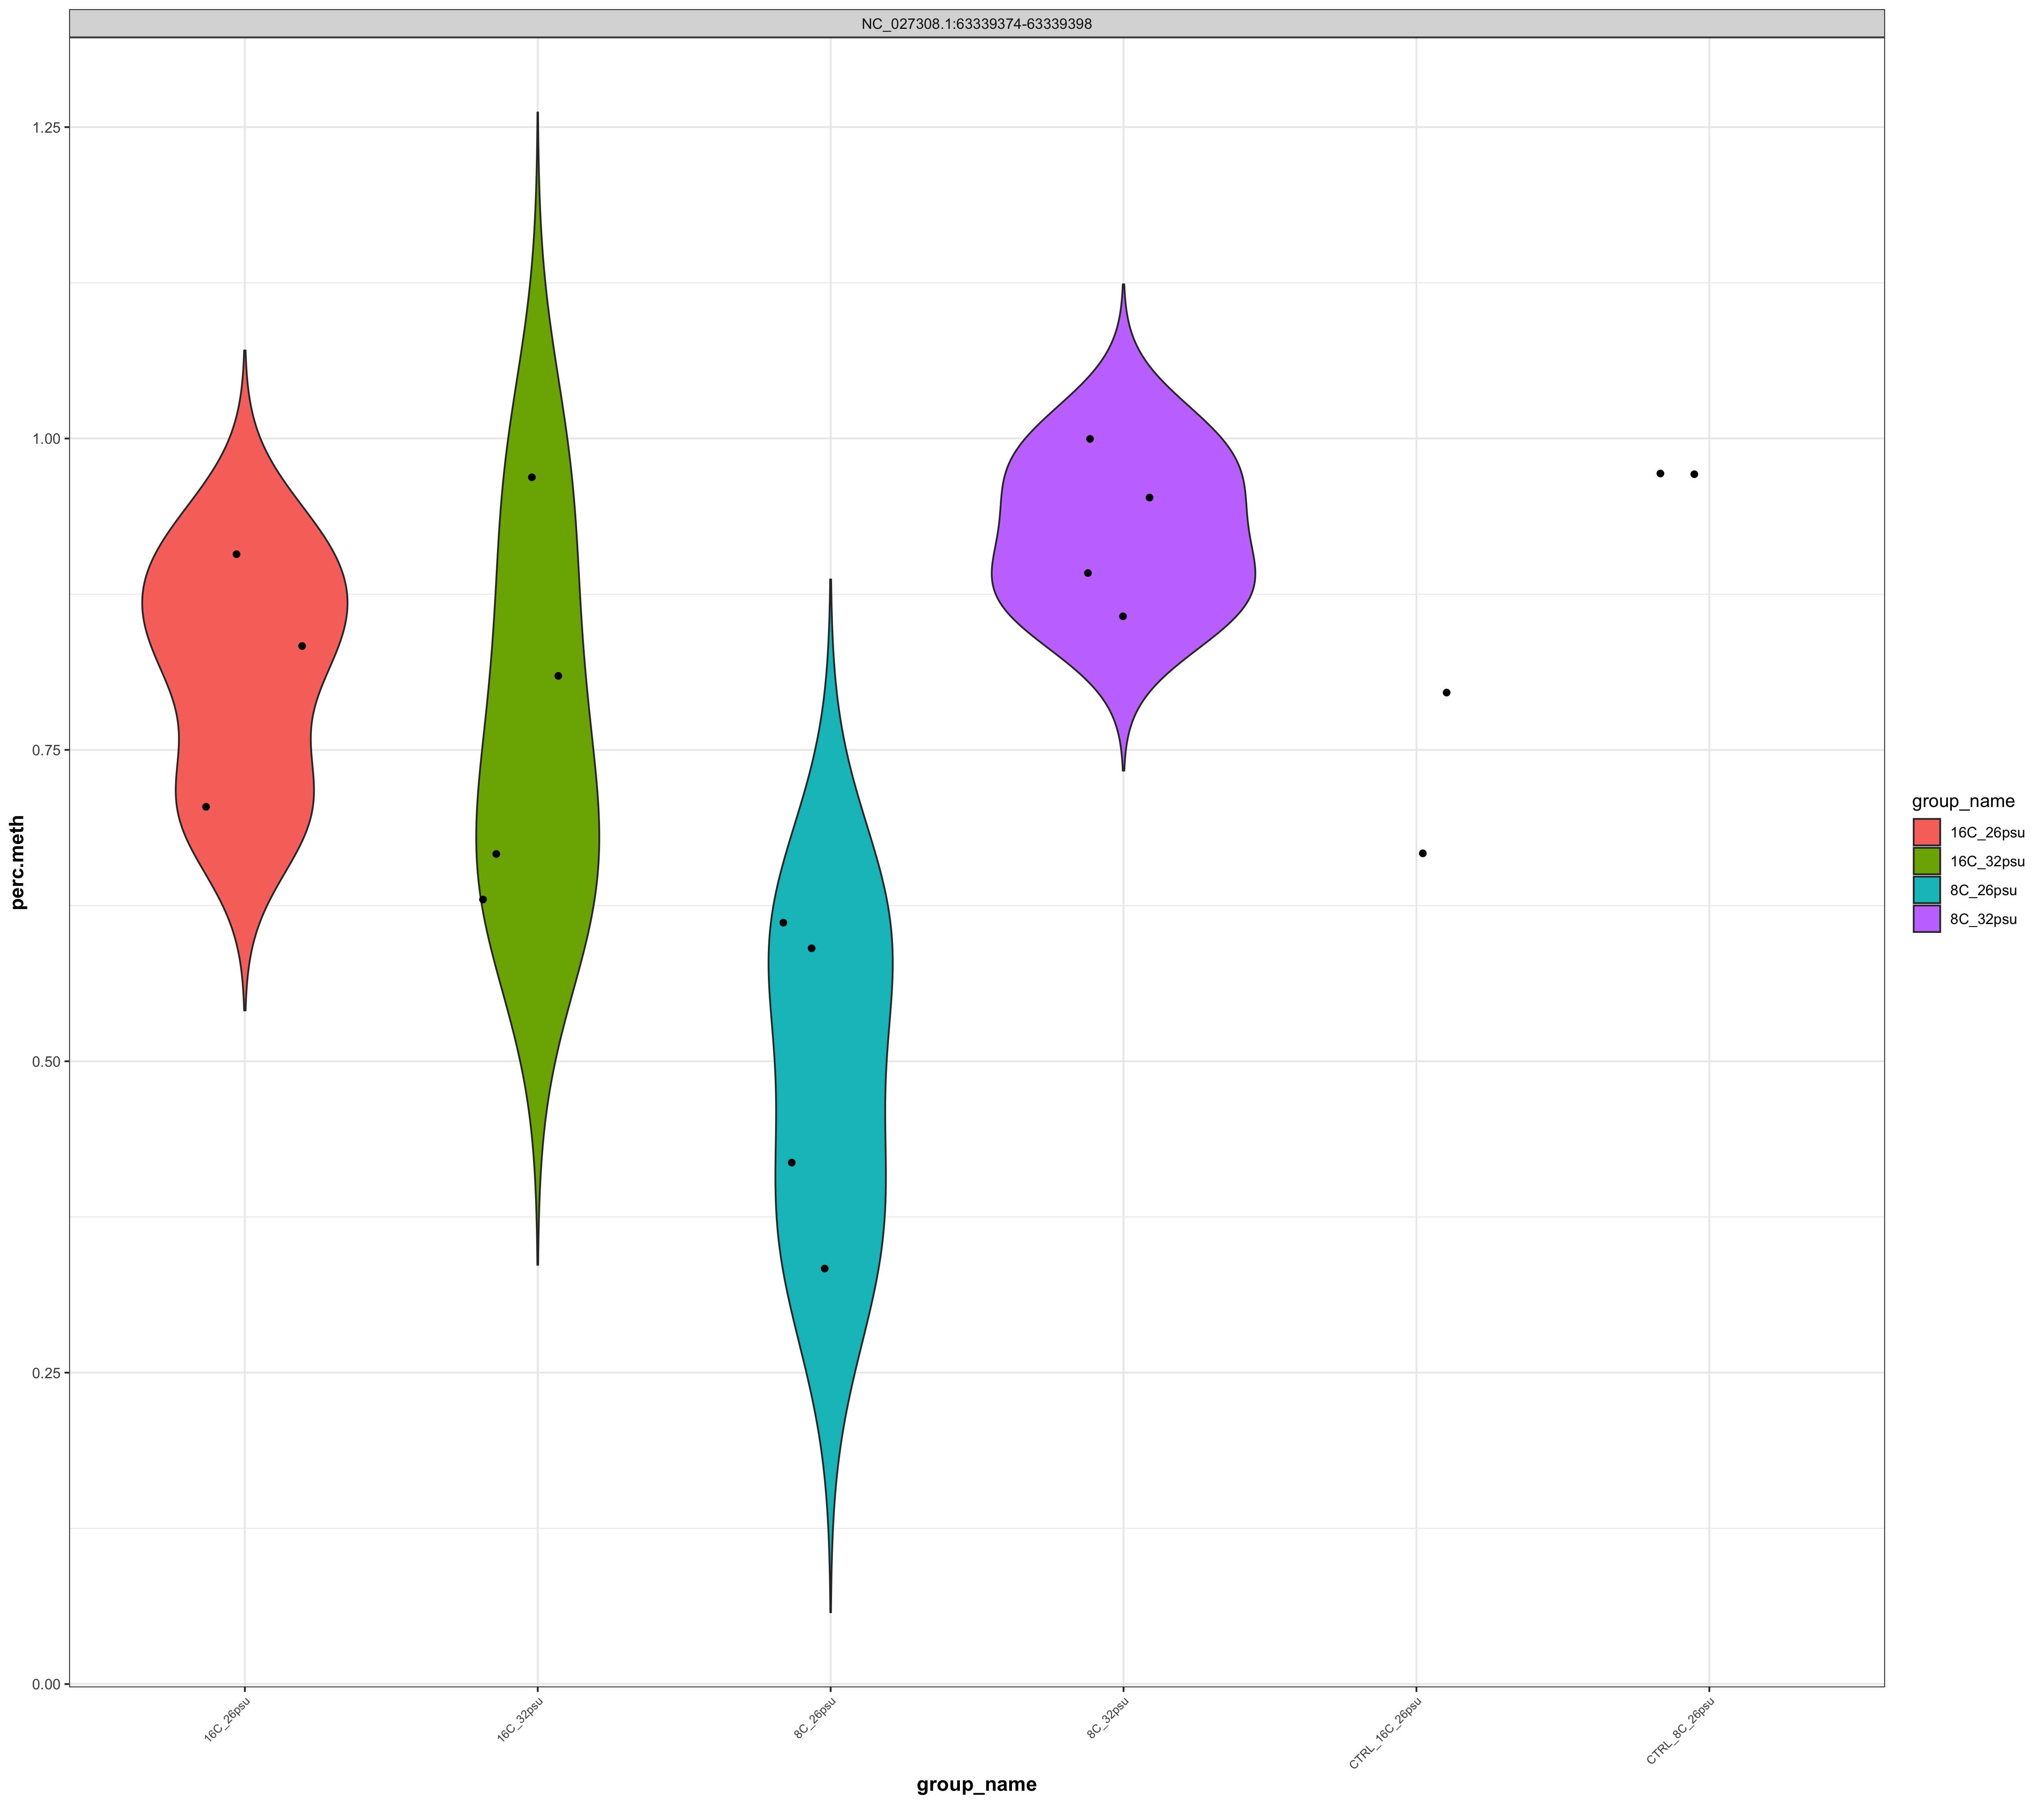 NC_027308.1:63339374-63339398
perc.meth
1.25
1.00
0.75
0.50
0.25
0.00
16C_26psu
16C_32psu
8C_26psu
8C_32psu
CTRL_16C_26psu
CTRL_8C_26psu
group_name
group_name
16C_26psu
16C_32psu
8C_26psu
8C_32psu